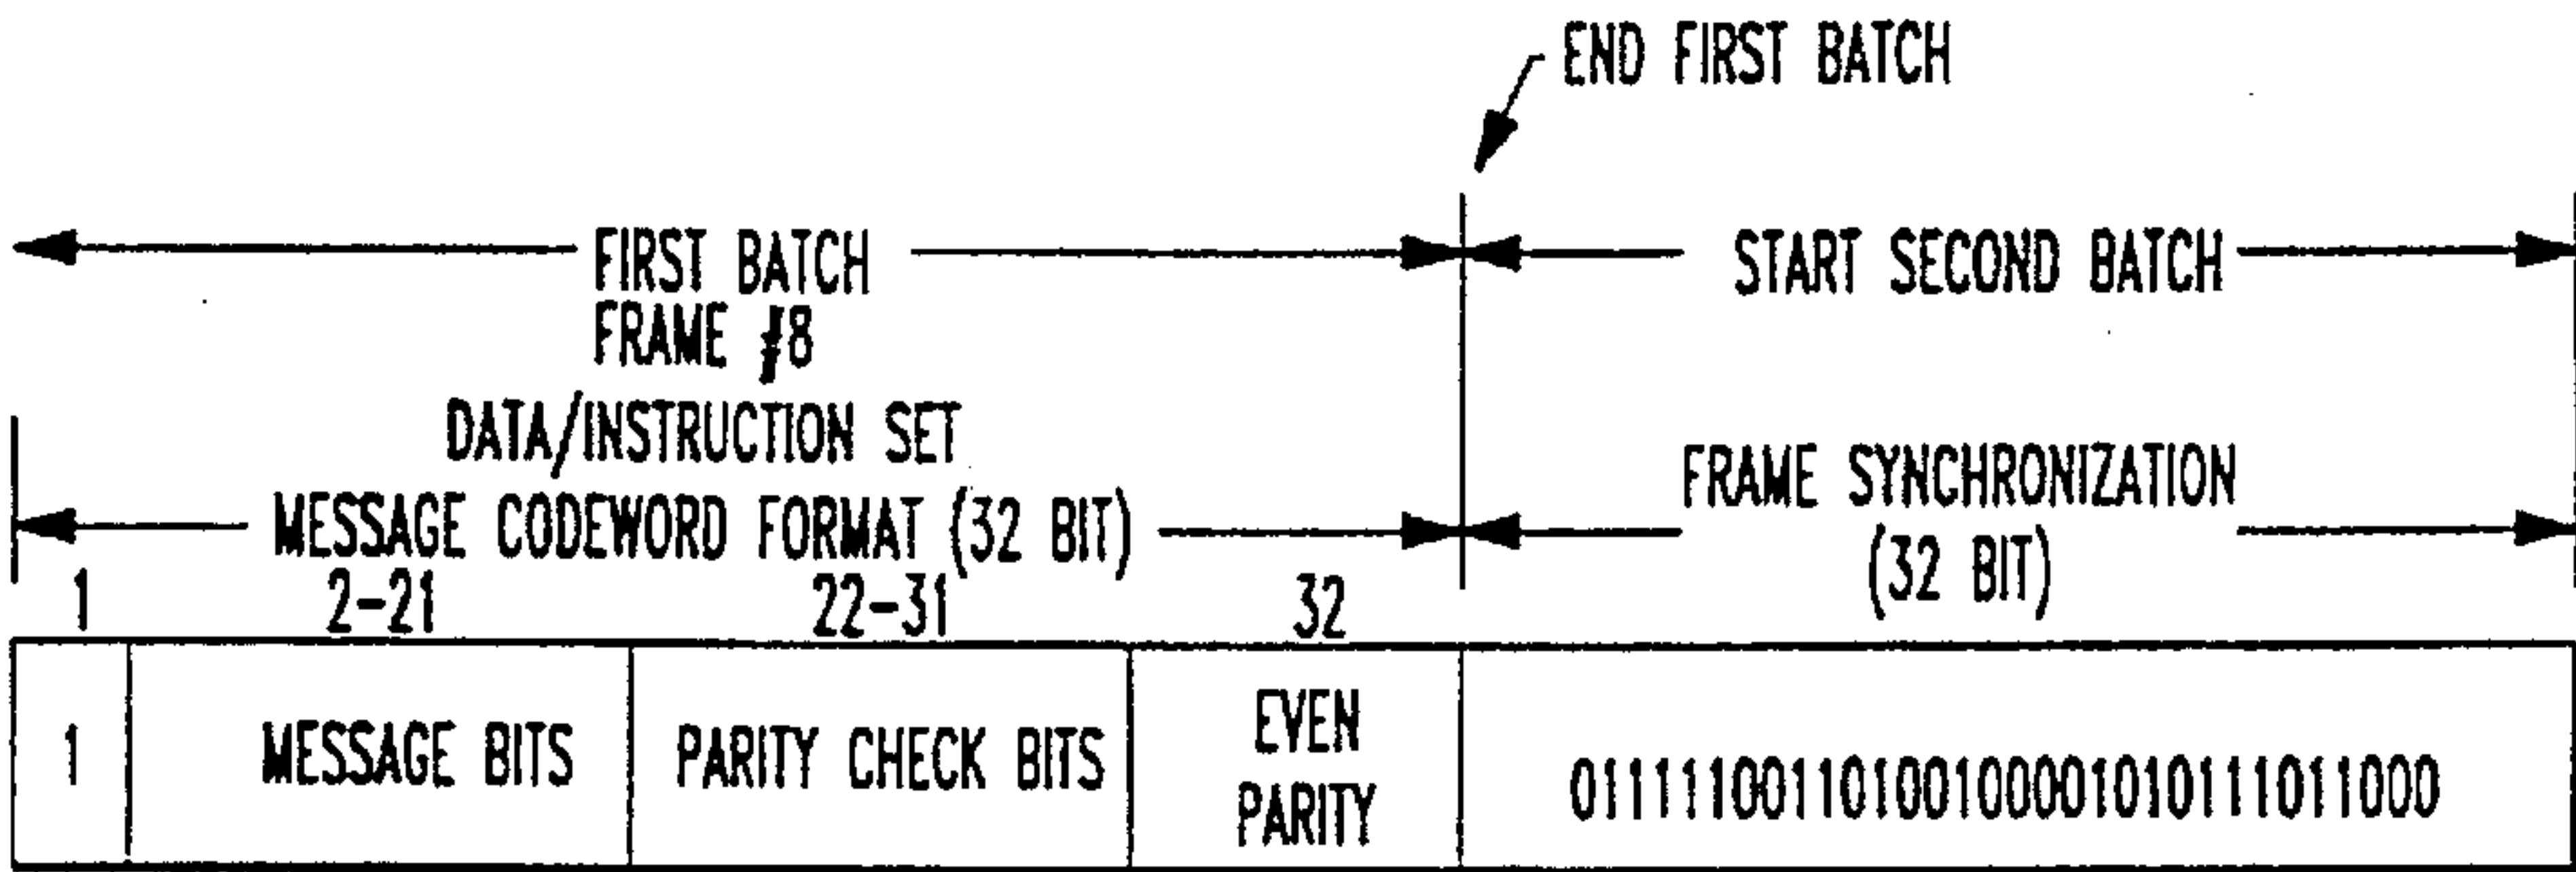 END FIRST BATCH
FIRST BATCH
START SECOND BATCH
FRAME #8
DATA/INSTRUCTION SET
MESSAGE CODEWORD FORMAT (32 BIT)
FRAME SYNCHRONIZATION
(32 BIT)
1 2-21 22-31 32
1 MESSAGE BITS PARITY CHECK BITS EVEN
PARITY
01111100110100100001010111011000